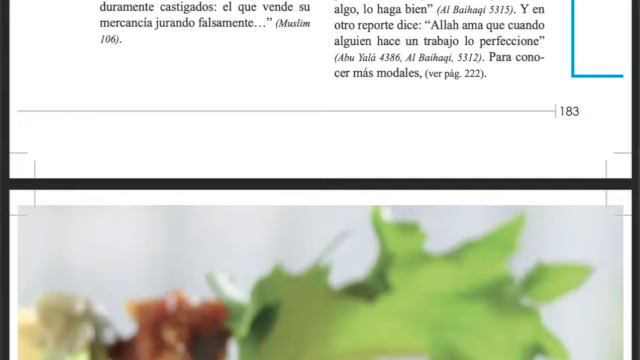 duramente castigados: el que vende su
mercancía jurando falsamente…” (Muslim
106).
algo, lo haga bien” (Al Baihaqi 5315). Y en
otro reporte dice: “Allah ama que cuando
alguien hace un trabajo lo perfeccione”
(Abu Yalá 4386, Al Baihaqi, 5312). Para cono-
cer más modales, (ver pág. 222).
183